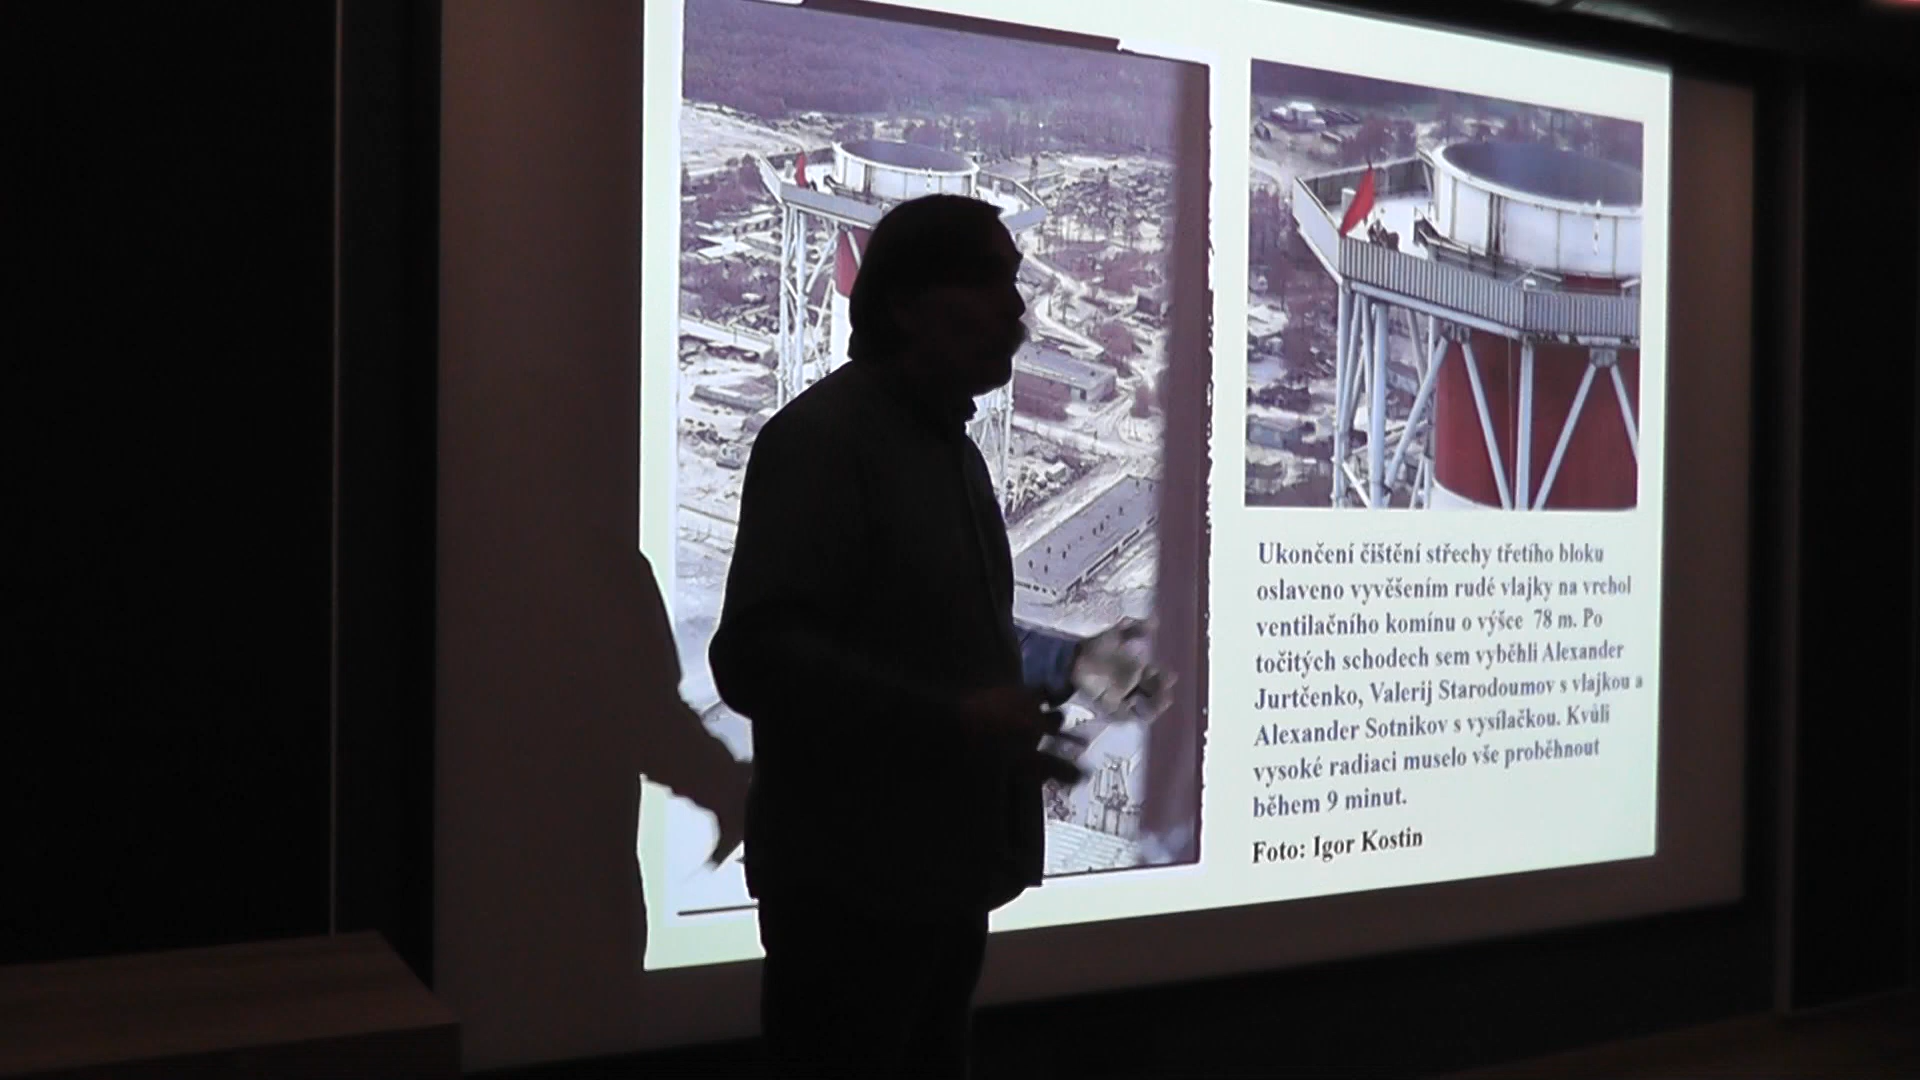 Ukončení čištění střechy třetího bloku
oslaveno vyvěšením rudé vlajky na vrchol
ventilačního komínu o výšce 78 m. Po
točitých schodech sem vyběhli Alexander
Jurtčenko, Valerij Starodoumov s vlajkou a
Alexander Sotnikov s vysílačkou. Kvůli
vysoké radiaci muselo vše proběhnout
během 9 minut.
Foto: Igor Kostin